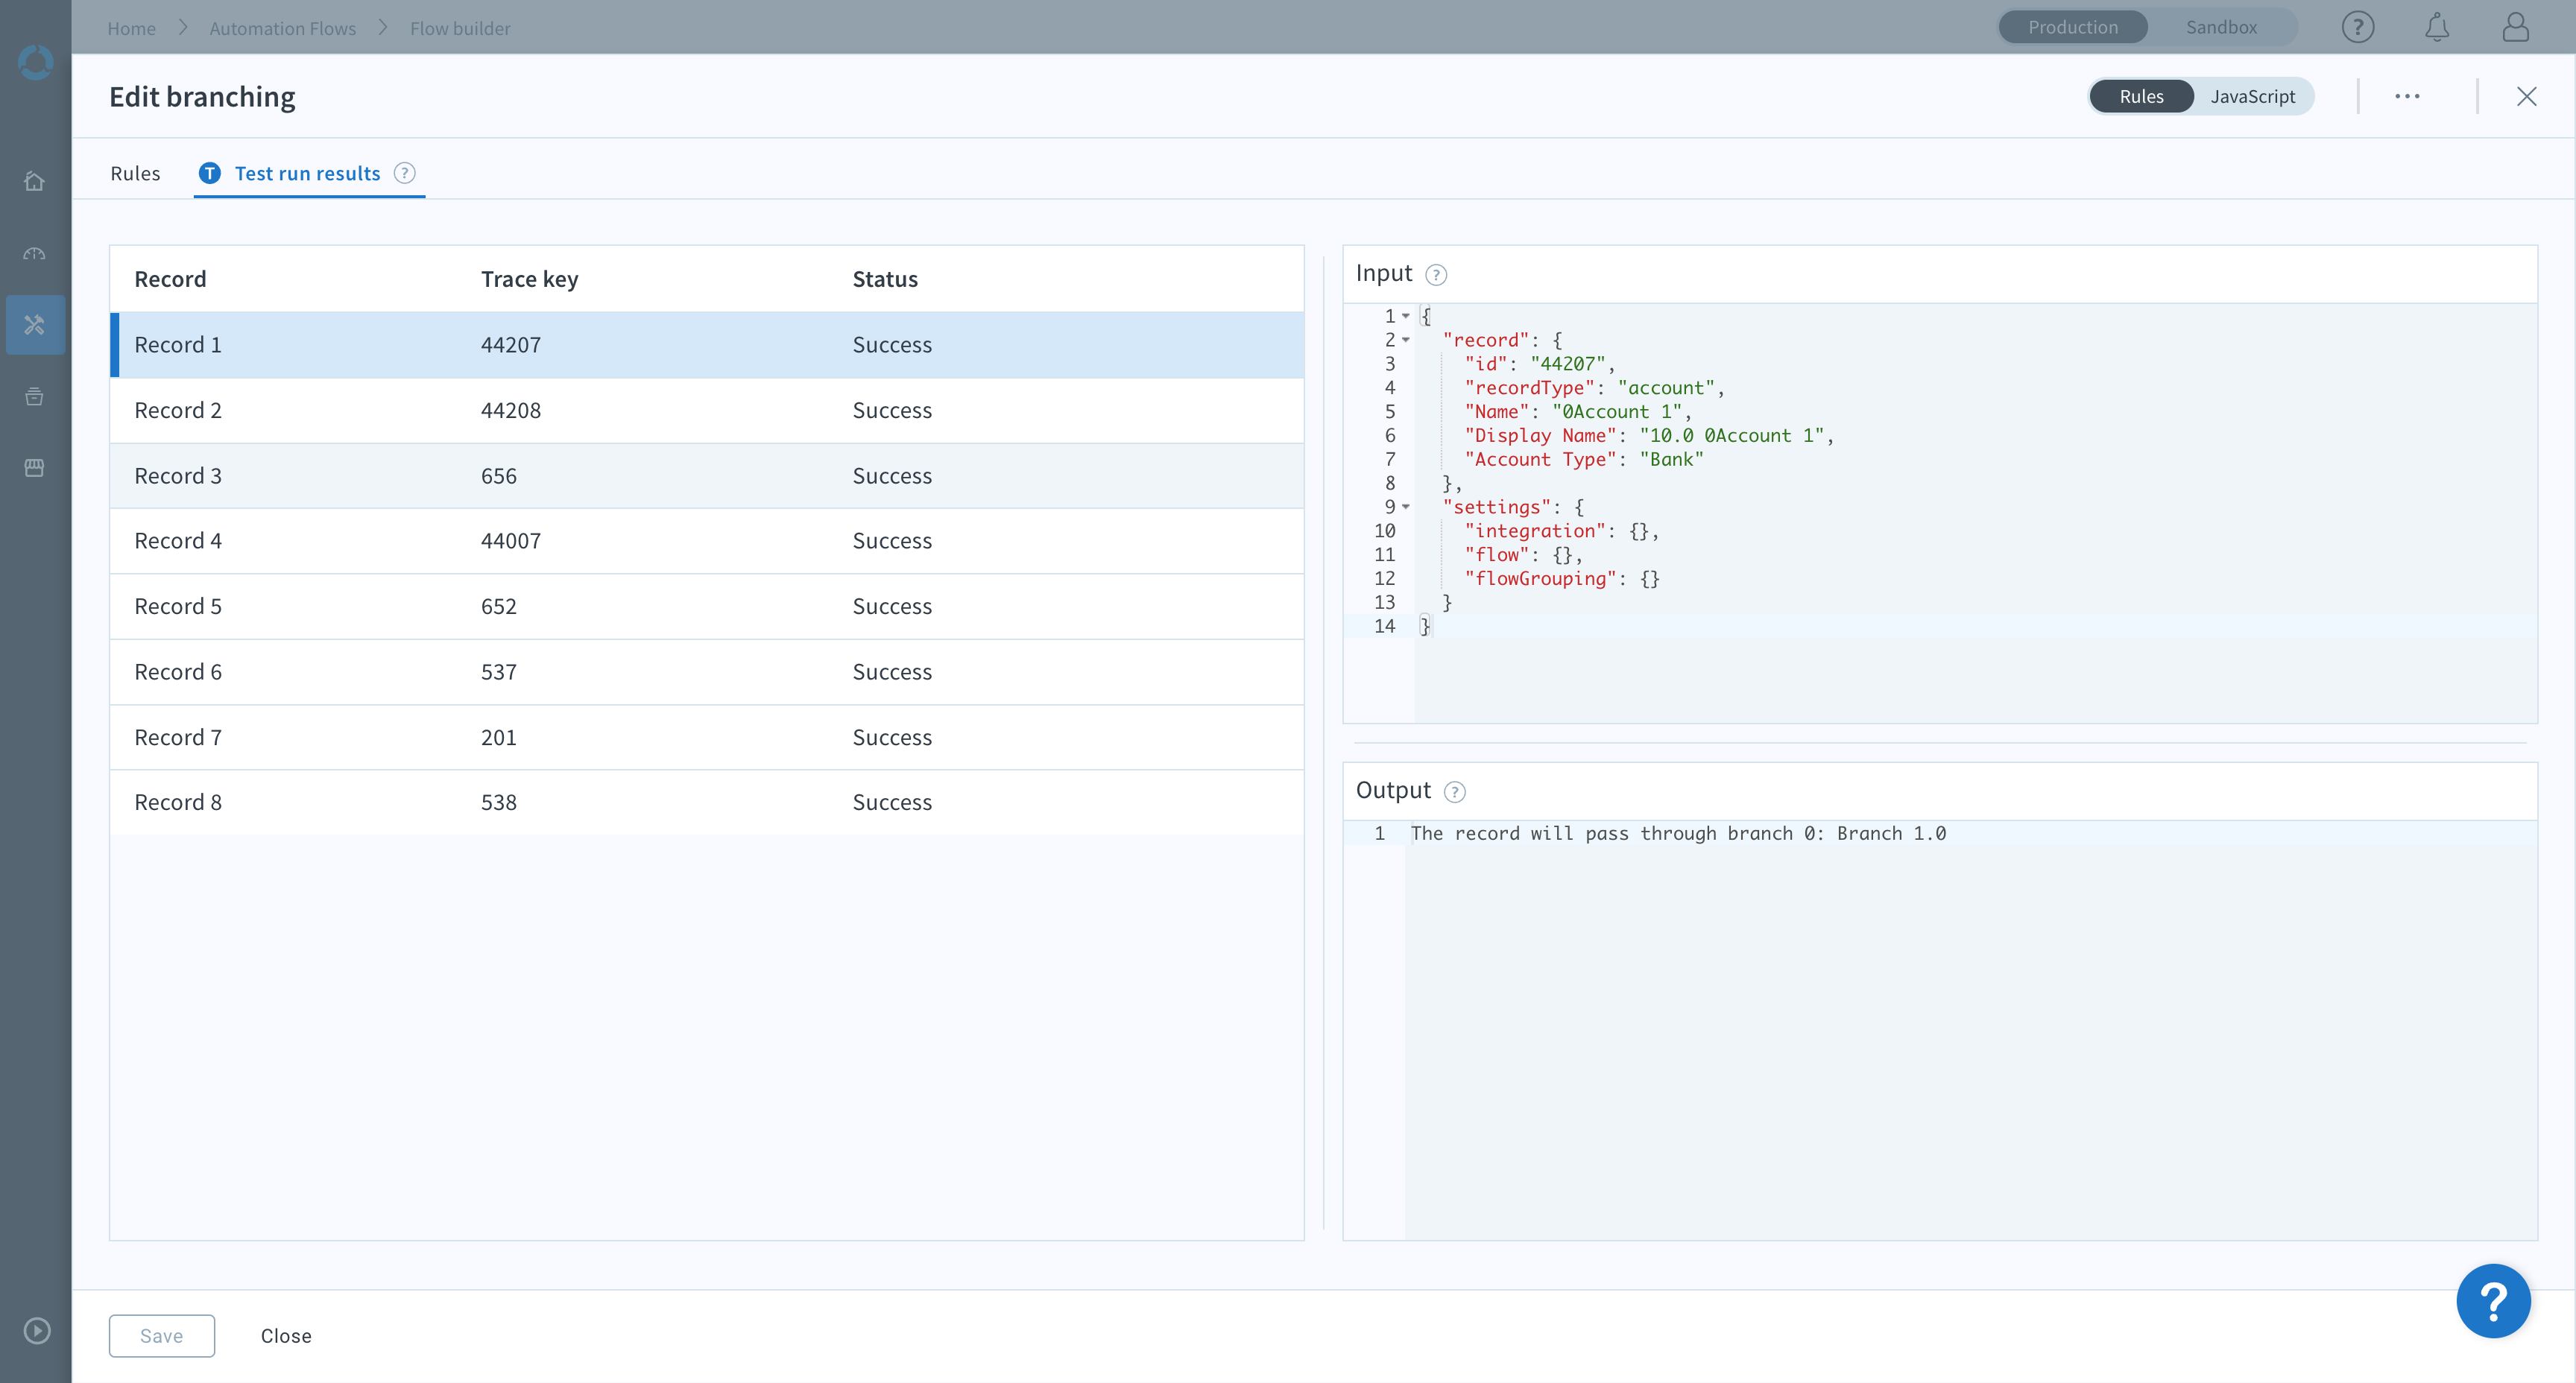 Home > Automation Flows > Flow builder
Production Sandbox ?
Edit branching
Rules JavaScript ...
Rules T Test run results ?
Record Trace key Status
Record 1 44207 Success
Record 2 44208 Success
Record 3 656 Success
Record 4 44007 Success
Record 5 652 Success
Record 6 537 Success
Record 7 201 Success
Record 8 538 Success
Input ?
1 {
2 "record": {
3 "id": "44207",
4 "recordType": "account",
5 "Name": "0Account 1",
6 "Display Name": "10.0 0Account 1",
7 "Account Type": "Bank"
8 },
9 "settings": {
10 "integration": {},
11 "flow": {},
12 "flowGrouping": {}
13 }
14 }
Output ?
1 The record will pass through branch 0: Branch 1.0
?
Save Close